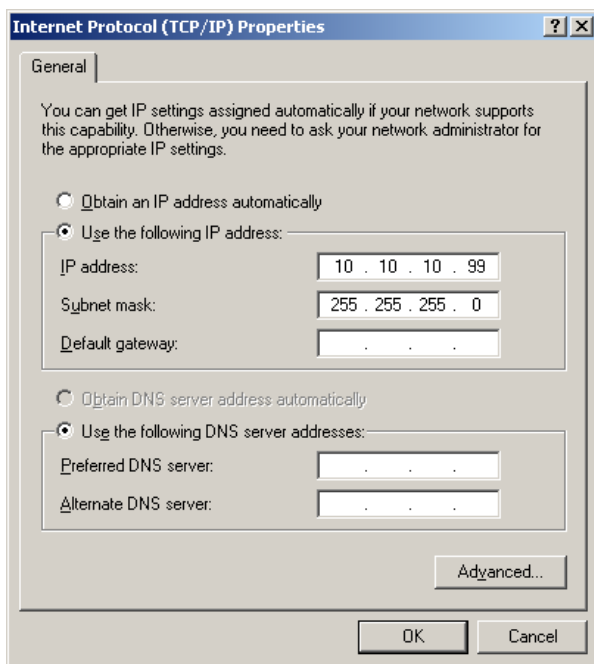 Internet Protocol (TCP/IP) Properties
General
You can get IP settings assigned automatically if your network supports
this capability. Otherwise, you need to ask your network administrator for
the appropriate IP settings.
Obtain an IP address automatically
Use the following IP address:
IP address: 10 . 10 . 10 . 99
Subnet mask: 255 . 255 . 255 . 0
Default gateway: . . .
Obtain DNS server address automatically
Use the following DNS server addresses:
Preferred DNS server: . . .
Alternate DNS server: . . .
Advanced...
OK Cancel